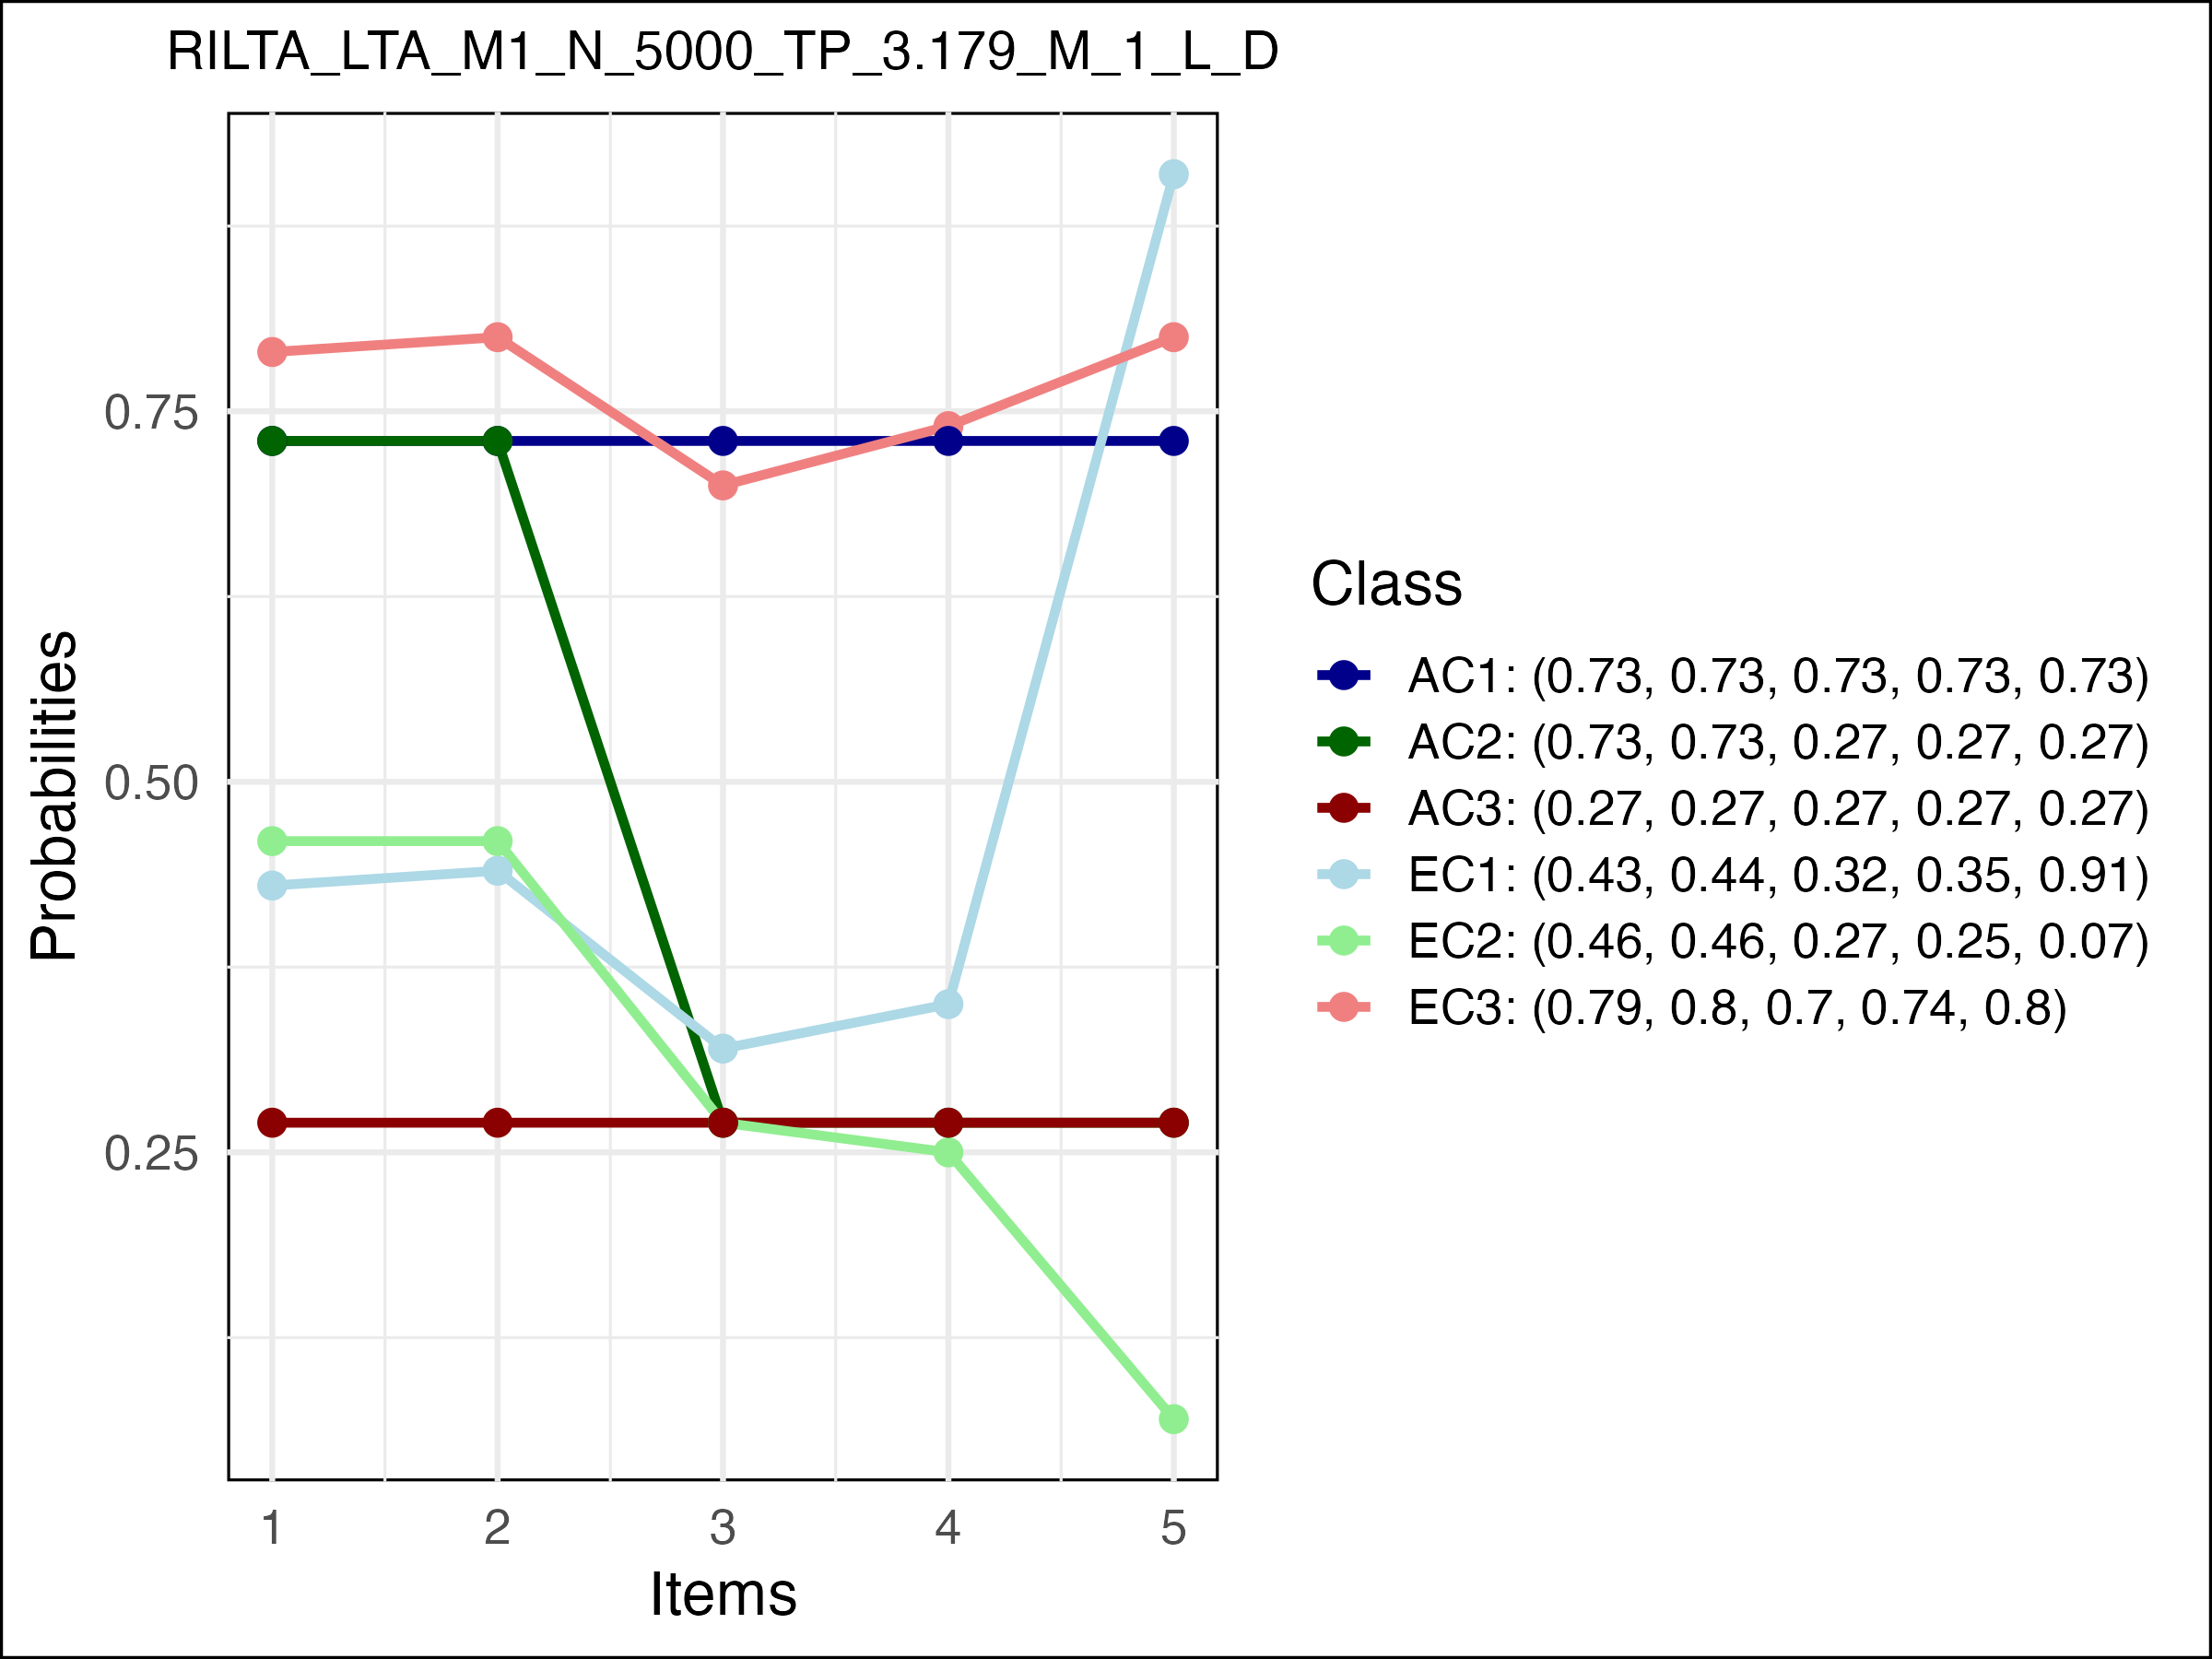 RILTA_LTA_M1_N_5000_TP_3.179_M_1_L_D
Probabilities
0.75
0.50
0.25
1 2 3 4 5
Items
Class
AC1: (0.73, 0.73, 0.73, 0.73, 0.73)
AC2: (0.73, 0.73, 0.27, 0.27, 0.27)
AC3: (0.27, 0.27, 0.27, 0.27, 0.27)
EC1: (0.43, 0.44, 0.32, 0.35, 0.91)
EC2: (0.46, 0.46, 0.27, 0.25, 0.07)
EC3: (0.79, 0.8, 0.7, 0.74, 0.8)